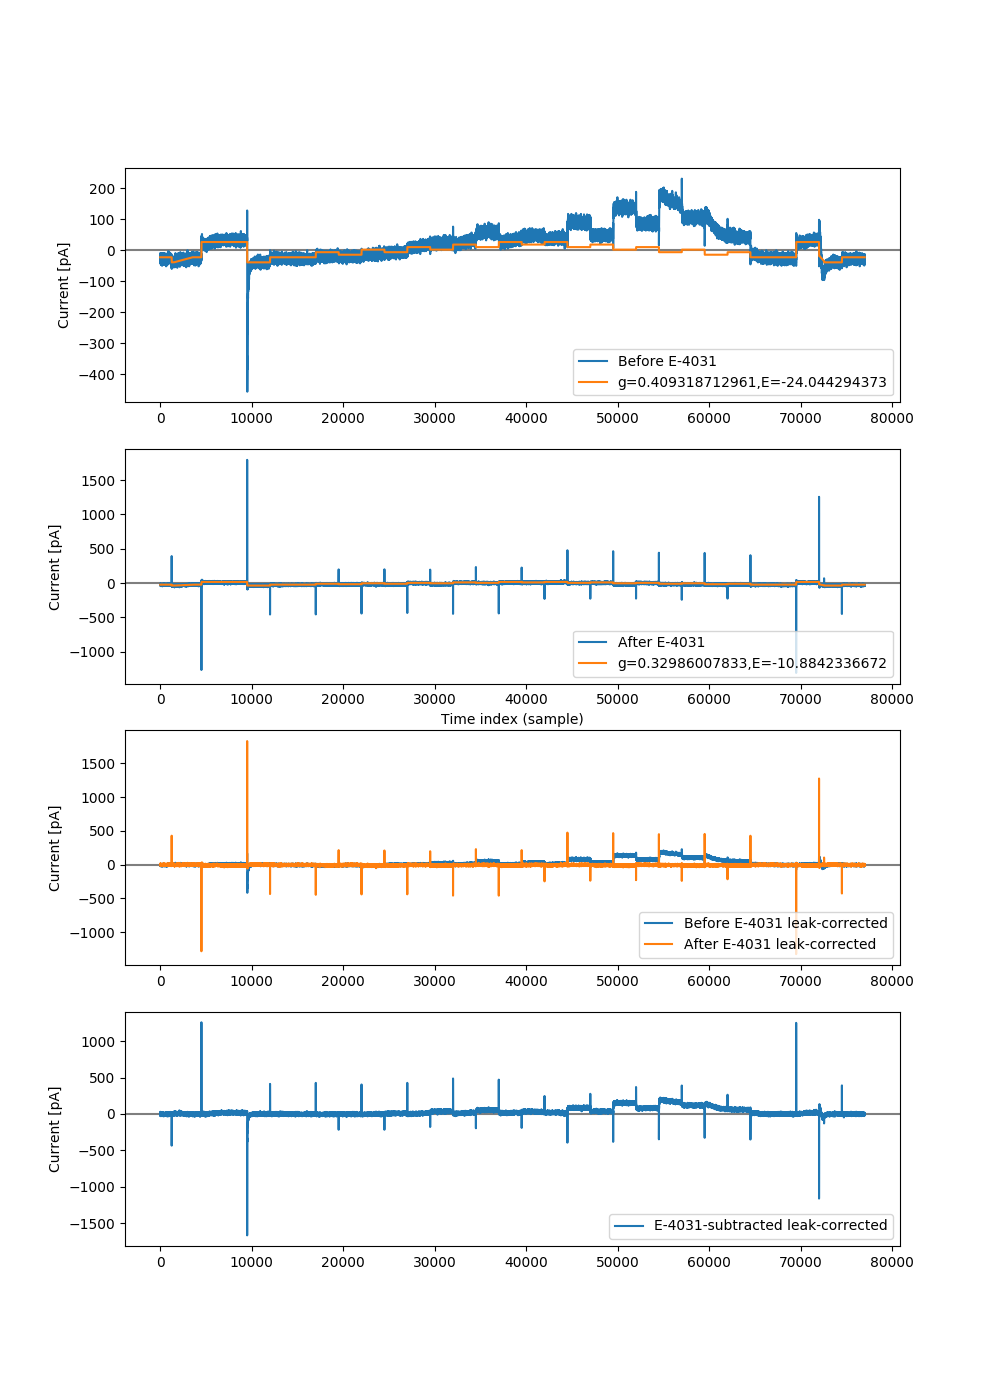 200
100
0
−100
−200
−300
−400
Current [pA]
Before E-4031
g=0.409318712961,E=-24.044294373
0 10000 20000 30000 40000 50000 60000 70000 80000
1500
1000
500
0
−500
−1000
Current [pA]
After E-4031
g=0.32986007833,E=-10.8842336672
0 10000 20000 30000 40000 50000 60000 70000 80000
Time index (sample)
1500
1000
500
0
−500
−1000
Current [pA]
Before E-4031 leak-corrected
After E-4031 leak-corrected
0 10000 20000 30000 40000 50000 60000 70000 80000
1000
500
0
−500
−1000
−1500
Current [pA]
E-4031-subtracted leak-corrected
0 10000 20000 30000 40000 50000 60000 70000 80000